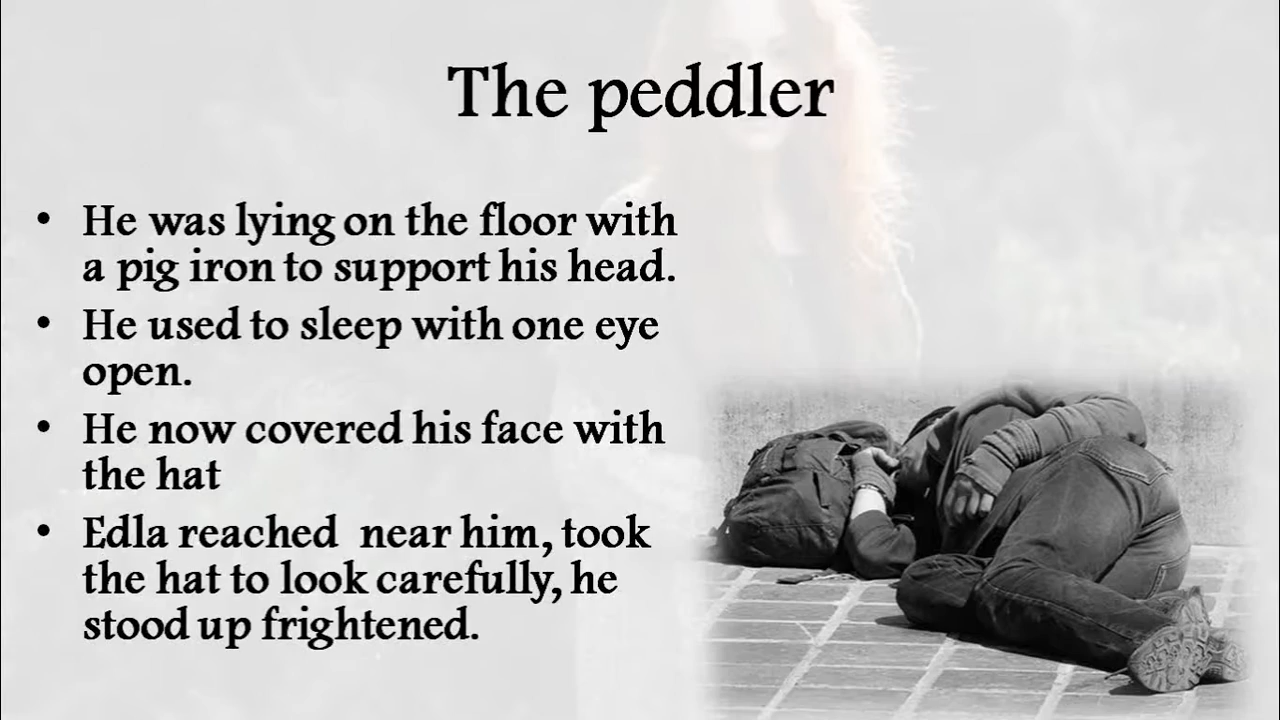 The peddler
• He was lying on the floor with
a pig iron to support his head.
• He used to sleep with one eye
open.
• He now covered his face with
the hat
• Edla reached  near him, took
the hat to look carefully, he
stood up frightened.